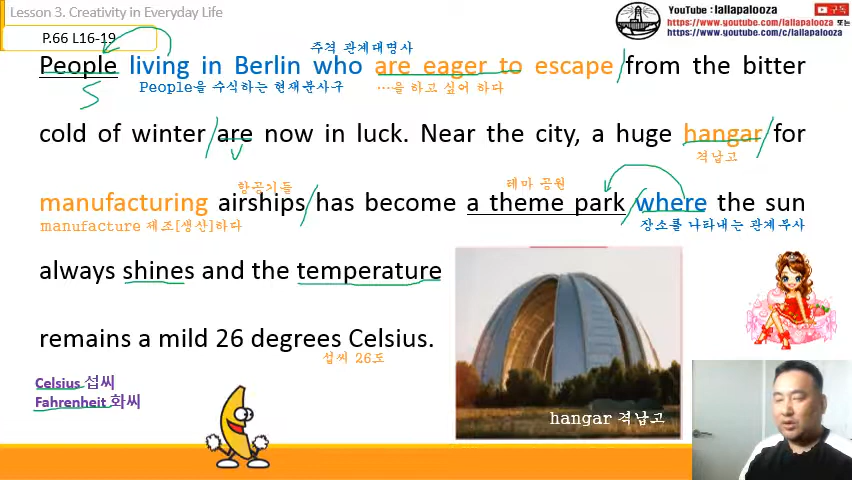 Lesson 3. Creativity in Everyday Life
YouTube : lallapalooza 구독
https://www.youtube.com/lallapalooza 또는
https://www.youtube.com/c/lallapalooza
P.66 L16-19
주격 관계대명사
People living in Berlin who are eager to escape from the bitter
S People을 수식하는 현재분사구 …을 하고 싶어 하다
cold of winter are now in luck. Near the city, a huge hangar for
V 격납고
항공기들 테마 공원
manufacturing airships has become a theme park where the sun
manufacture 제조[생산]하다 장소를 나타내는 관계부사
always shines and the temperature
remains a mild 26 degrees Celsius.
섭씨 26도
Celsius 섭씨
Fahrenheit 화씨
hangar 격납고